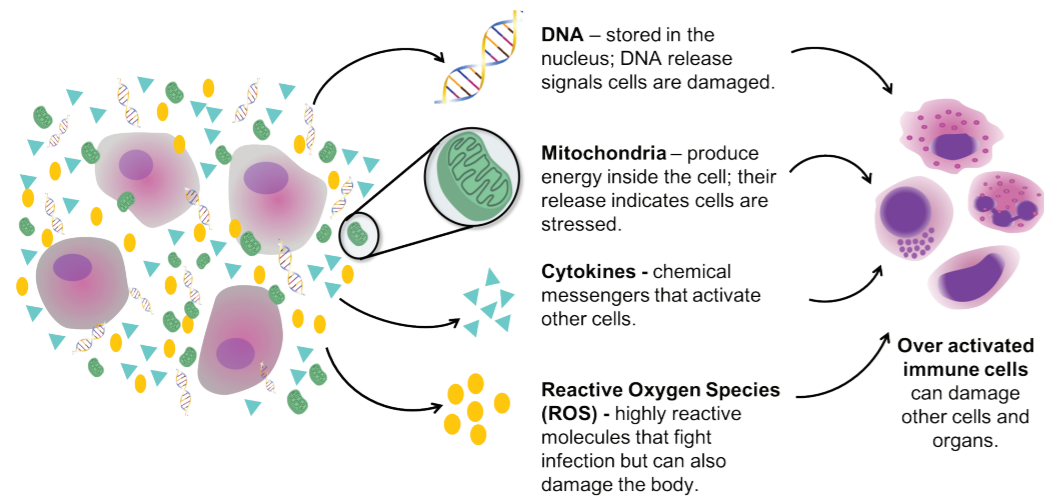 DNA – stored in the
nucleus; DNA release
signals cells are damaged.
Mitochondria – produce
energy inside the cell; their
release indicates cells are
stressed.
Cytokines - chemical
messengers that activate
other cells.
Reactive Oxygen Species
(ROS) - highly reactive
molecules that fight
infection but can also
damage the body.
Over activated
immune cells
can damage
other cells and
organs.